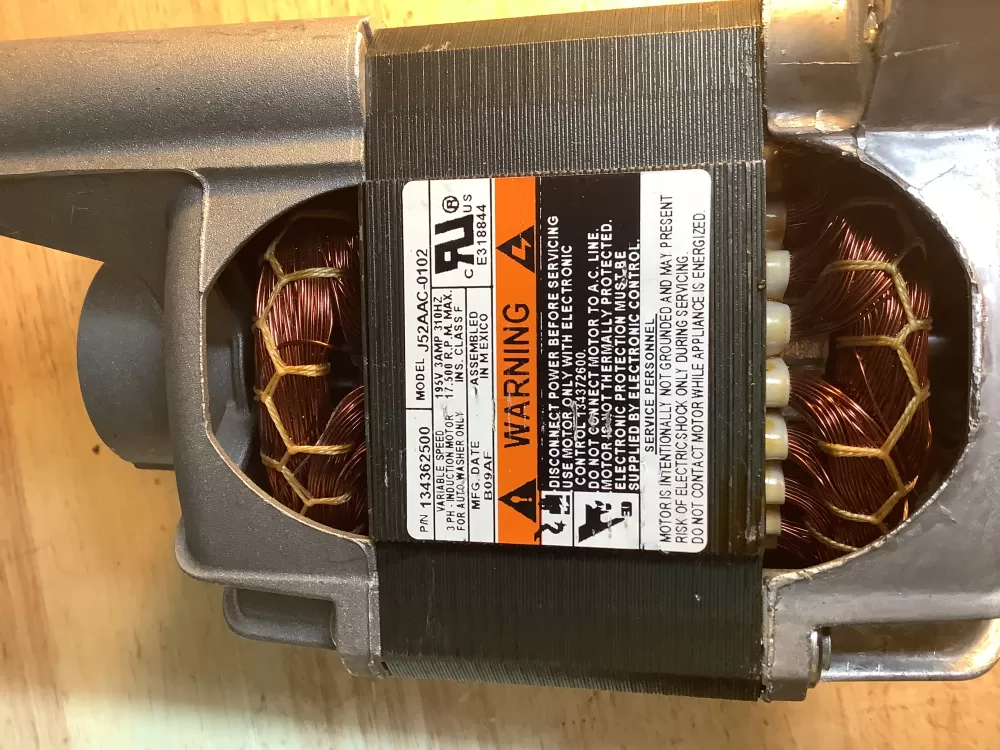 P/N 134362500
MODEL J52AAC-0102
VARIABLE SPEED
3 PH - INDUCTION MOTOR
FOR AUTO.WASHER ONLY
195V 3AMP 310HZ
17,500 R.P.M. MAX.
INS. CLASS F
MFG.DATE
B09AF
ASSEMBLED
IN MEXICO
C RU ® US
E318844
WARNING
DISCONNECT POWER BEFORE SERVICING
USE MOTOR ONLY WITH ELECTRONIC
CONTROL 134372600.
DO NOT CONNECT MOTOR TO A.C. LINE.
MOTOR IS NOT THERMALLY PROTECTED.
ELECTRONIC PROTECTION MUST BE
SUPPLIED BY ELECTRONIC CONTROL.
SERVICE PERSONNEL
MOTOR IS INTENTIONALLY NOT GROUNDED AND MAY PRESENT
RISK OF ELECTRIC SHOCK ONLY DURING SERVICING.
DO NOT CONTACT MOTOR WHILE APPLIANCE IS ENERGIZED.